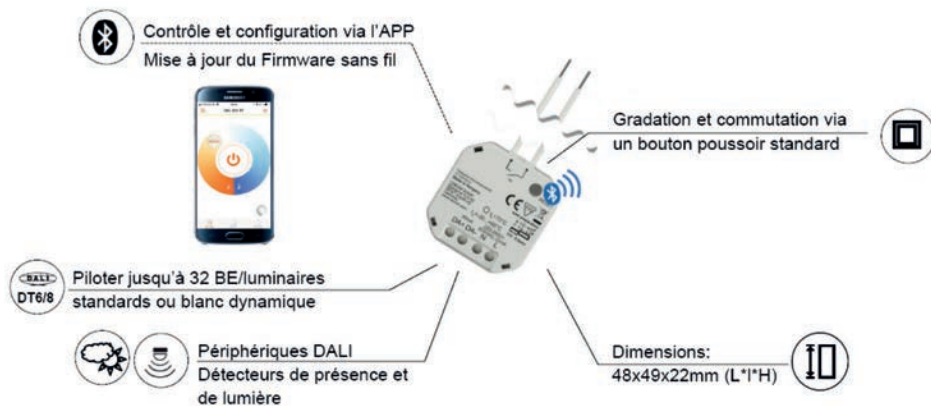 Contrôle et configuration via l'APP
Mise à jour du Firmware sans fil
Gradation et commutation via
un bouton poussoir standard
DA+ DA- N L
DALI
DT6/8
Piloter jusqu'à 32 BE/luminaires
standards ou blanc dynamique
Périphériques DALI
Détecteurs de présence et
de lumière
Dimensions:
48x49x22mm (L*l*H)